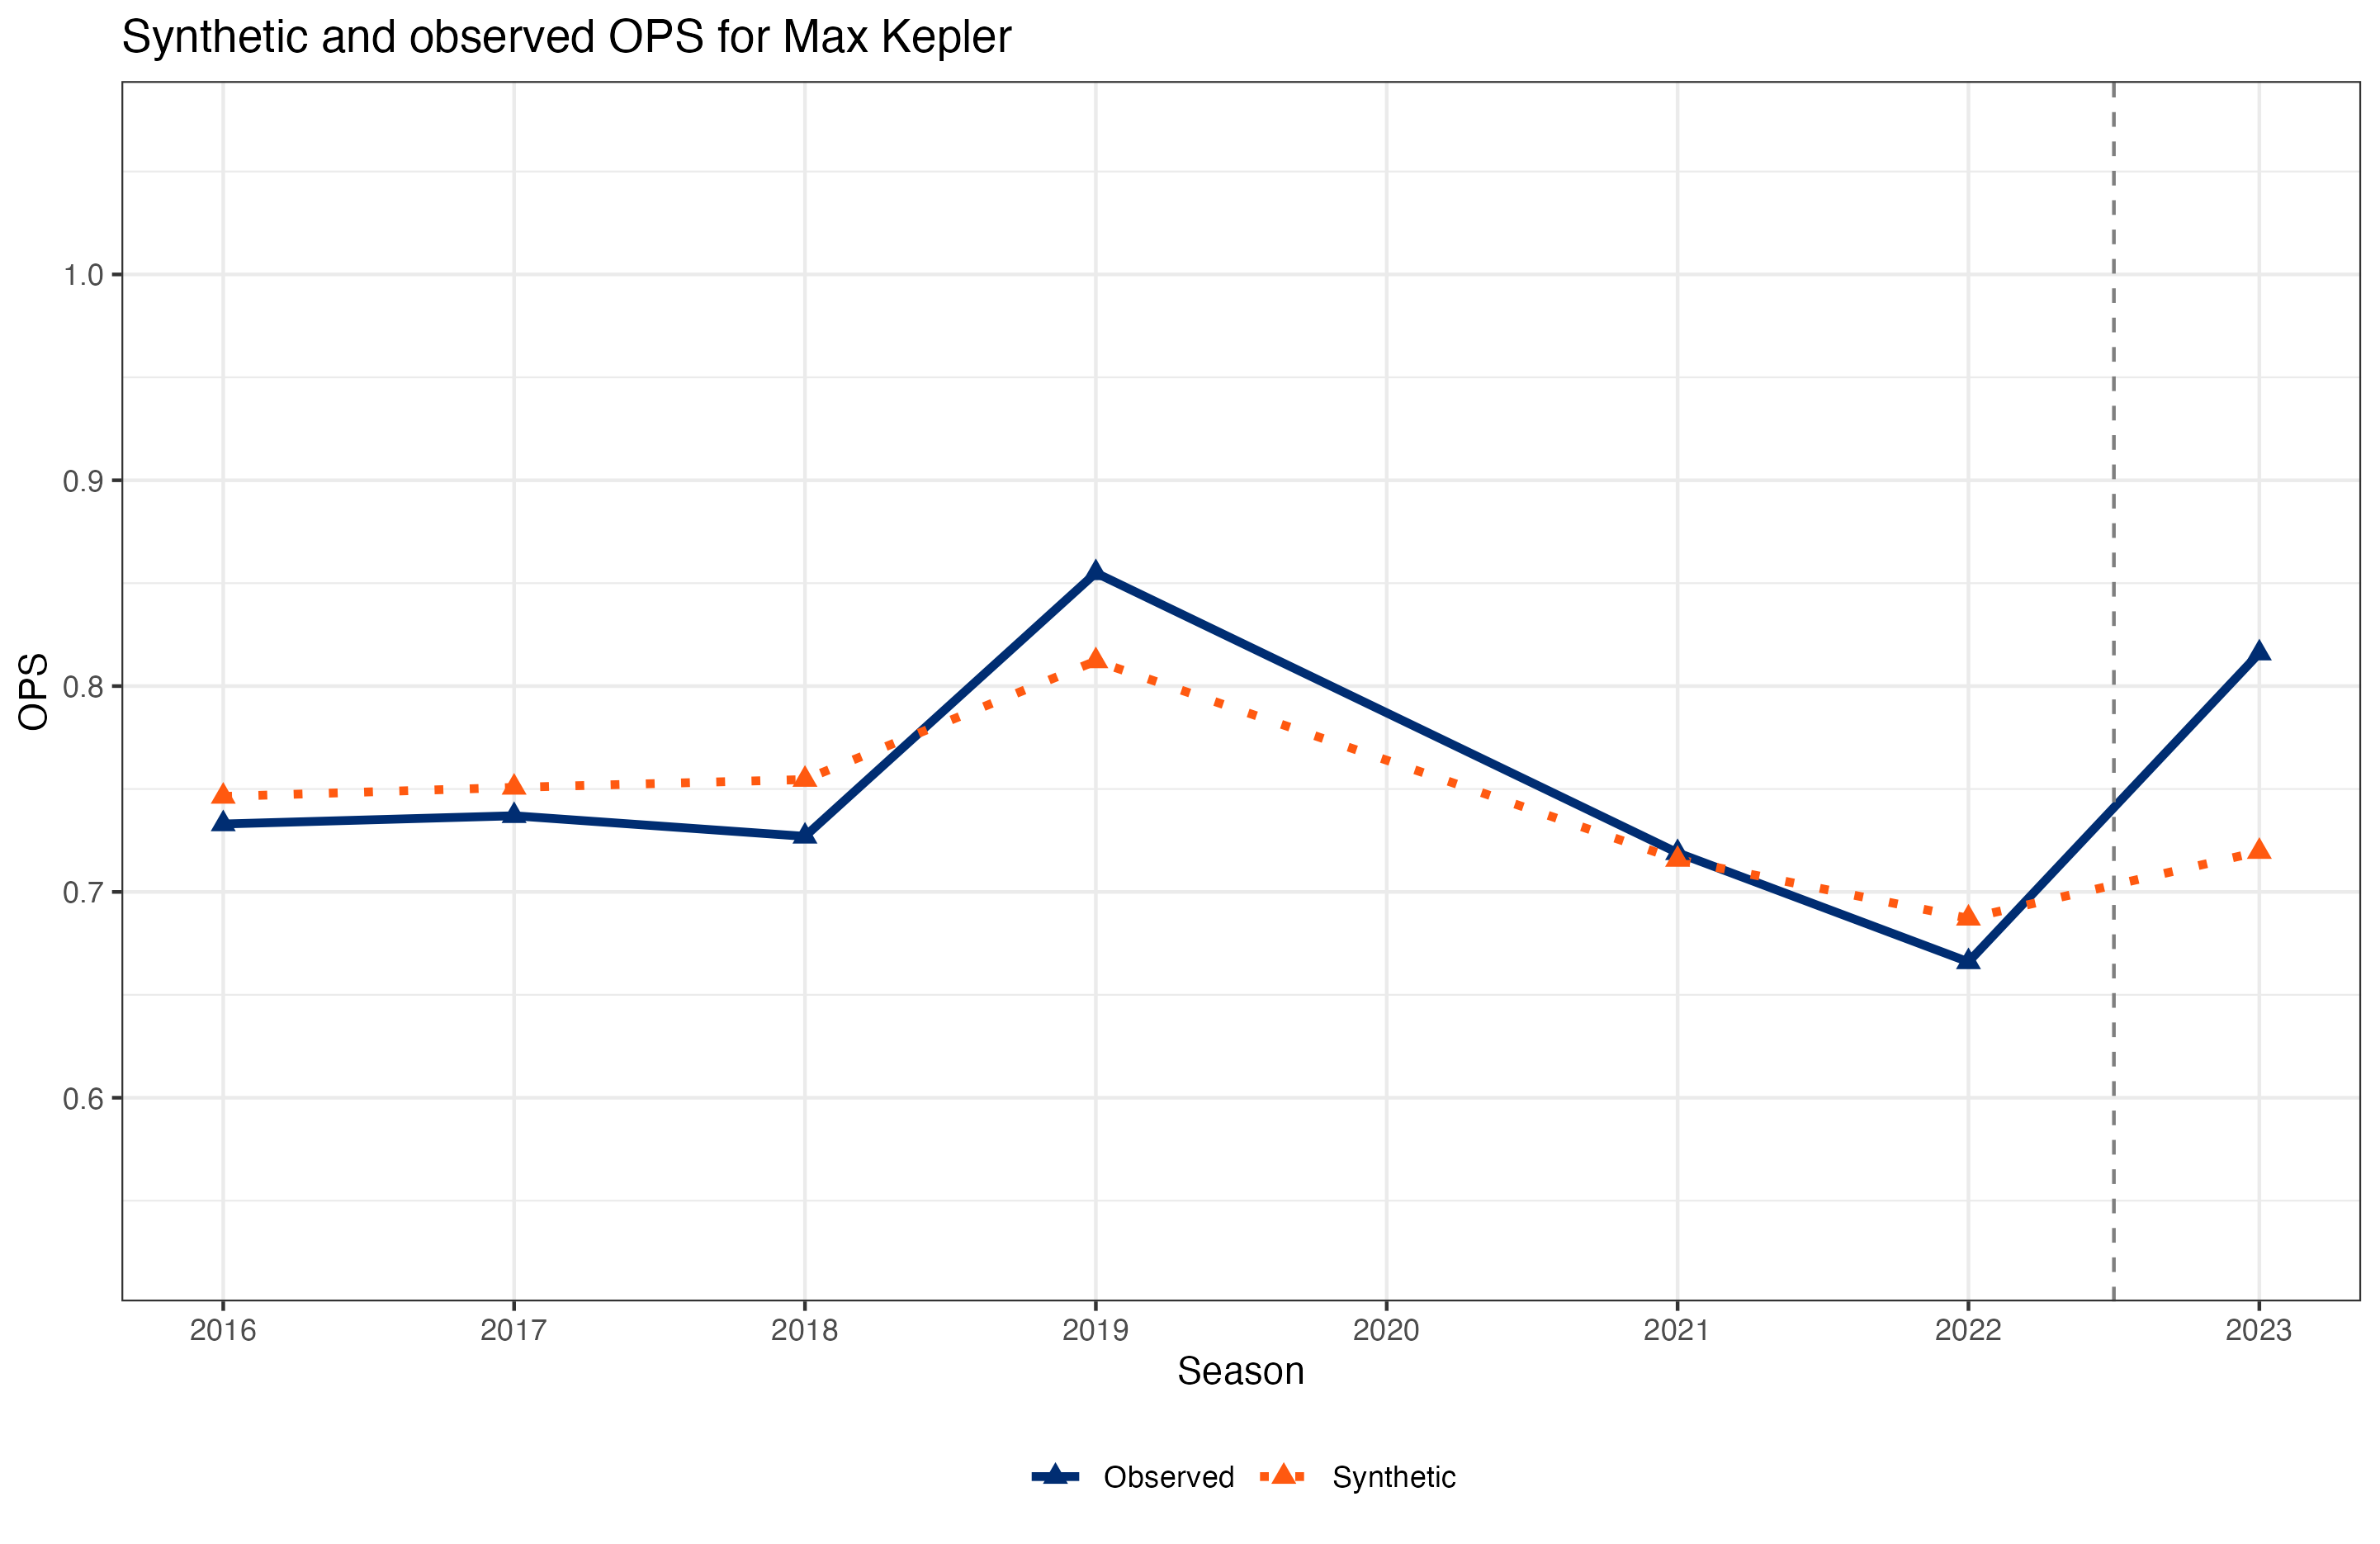 Synthetic and observed OPS for Max Kepler
OPS
1.0
0.9
0.8
0.7
0.6
2016 2017 2018 2019 2020 2021 2022 2023
Season
Observed Synthetic